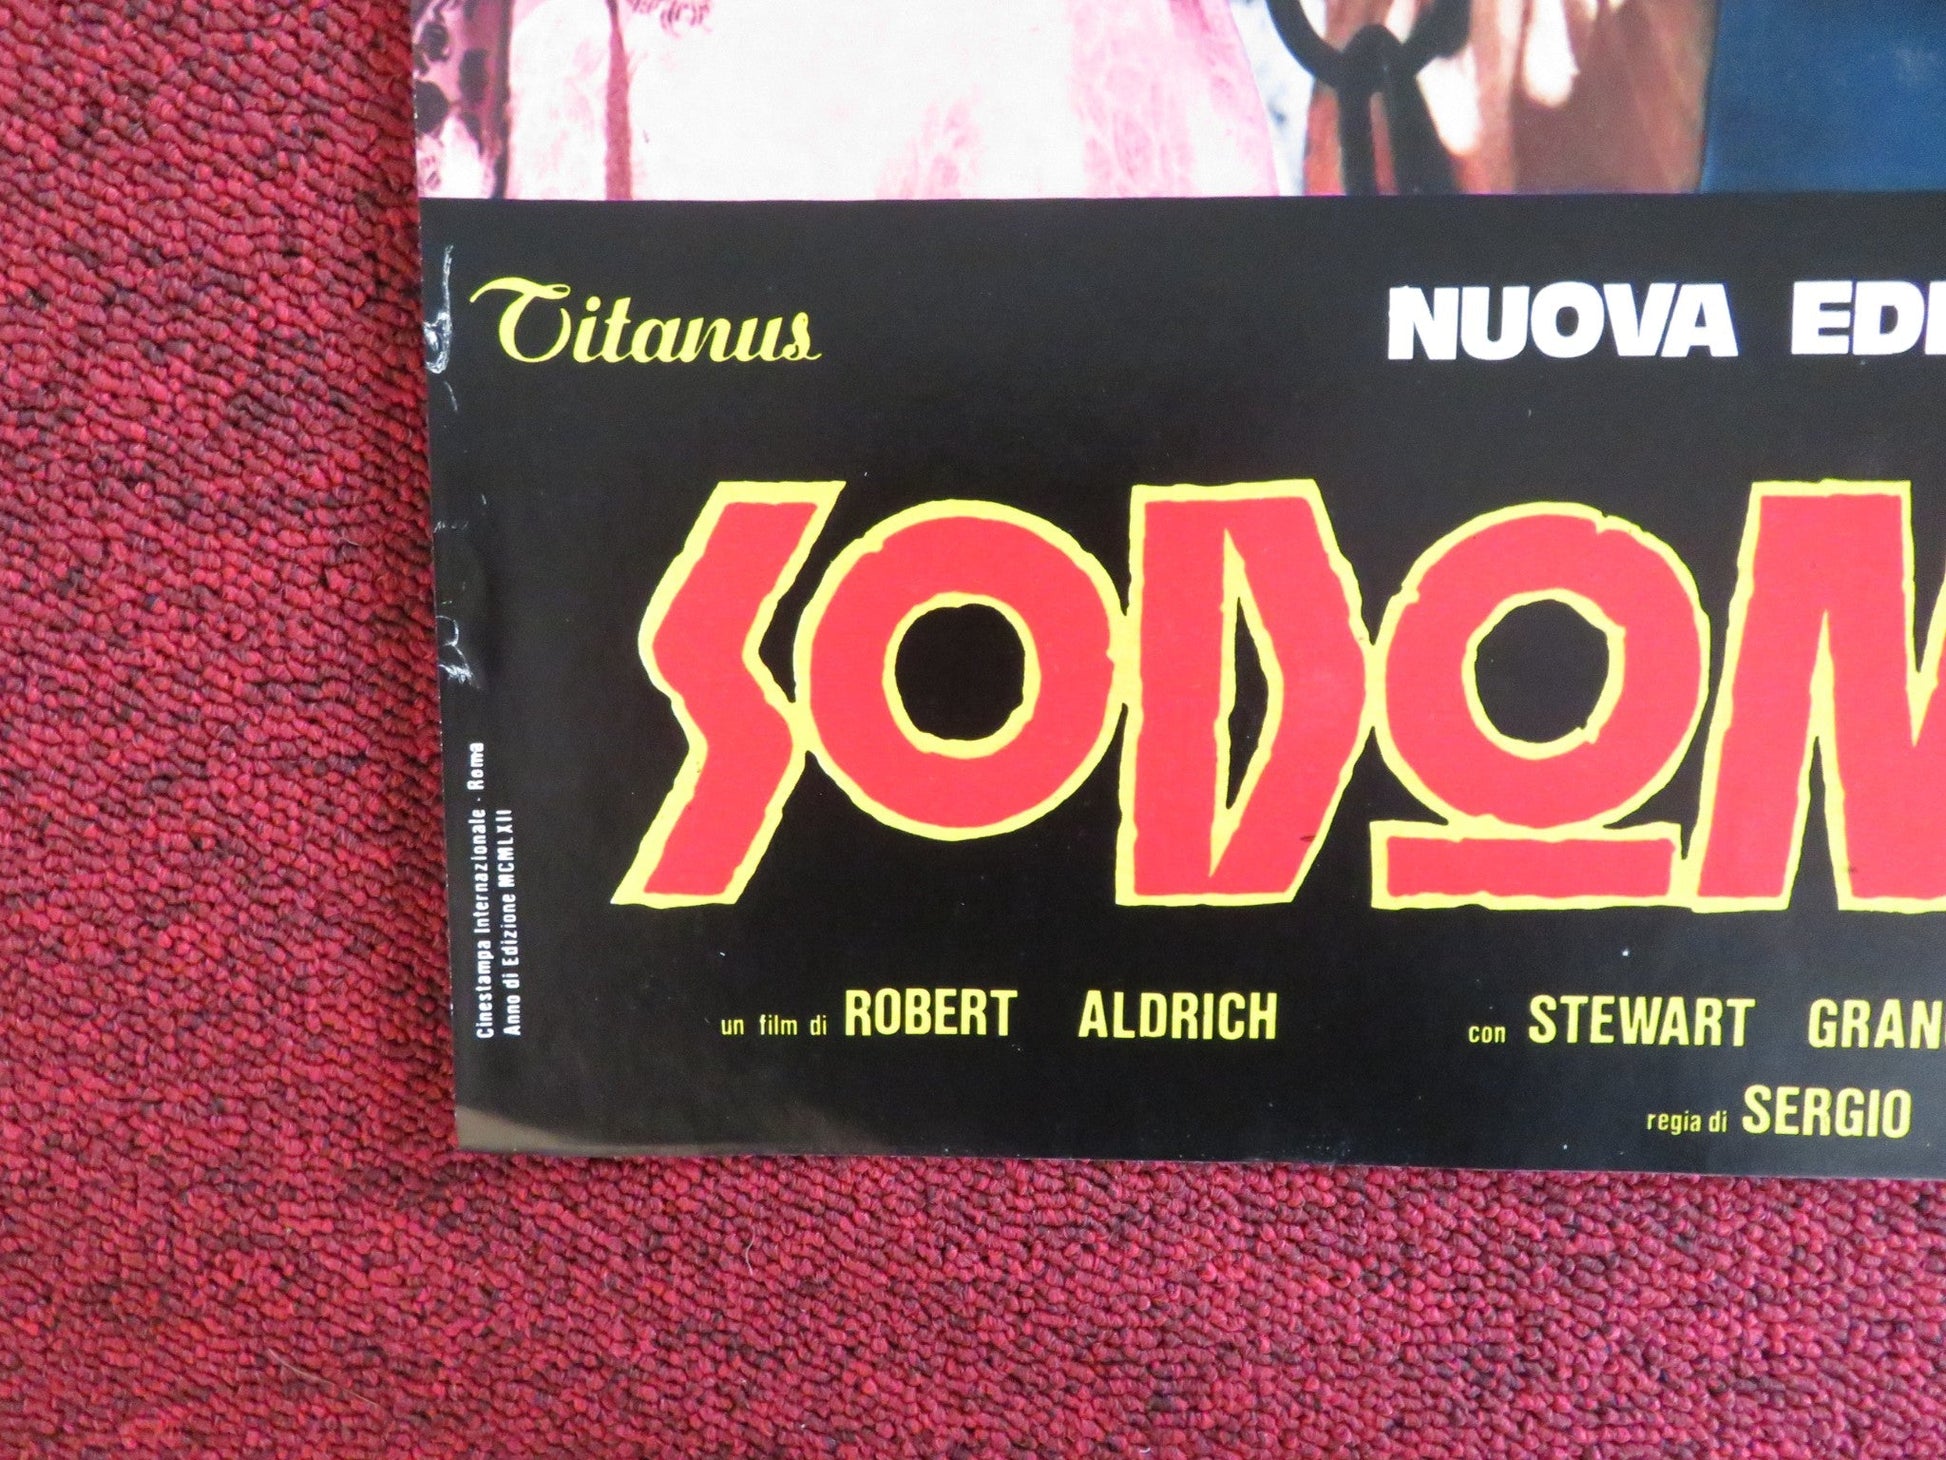 Titanus
NUOVA EDI
SODOM
un film di ROBERT ALDRICH con STEWART GRAN
regia di SERGIO
Cinestampa Internazionale - Roma
Anno di Edizione MCMLXII